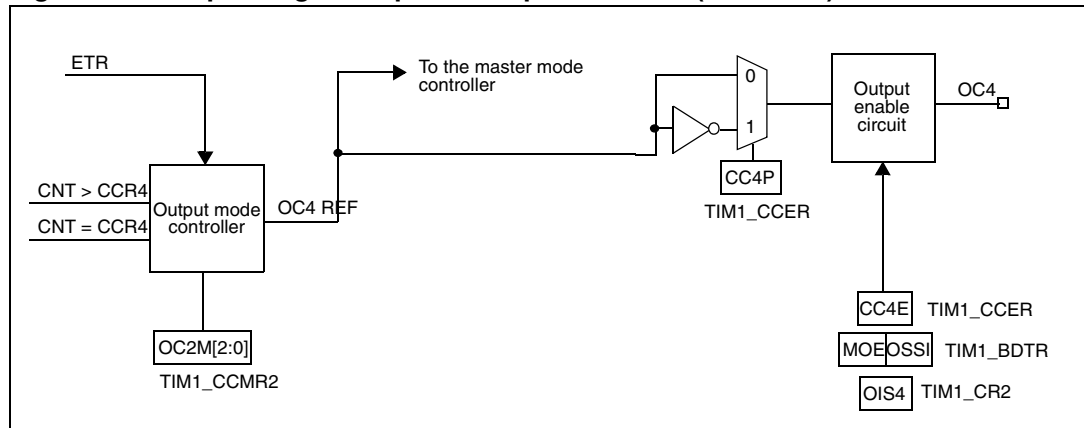 ETR
To the master mode
controller
0
1
Output
enable
circuit
OC4
CNT > CCR4
CNT = CCR4
Output mode
controller
OC4 REF
CC4P
TIM1_CCER
OC2M[2:0]
TIM1_CCMR2
CC4E TIM1_CCER
MOE OSSI TIM1_BDTR
OIS4 TIM1_CR2